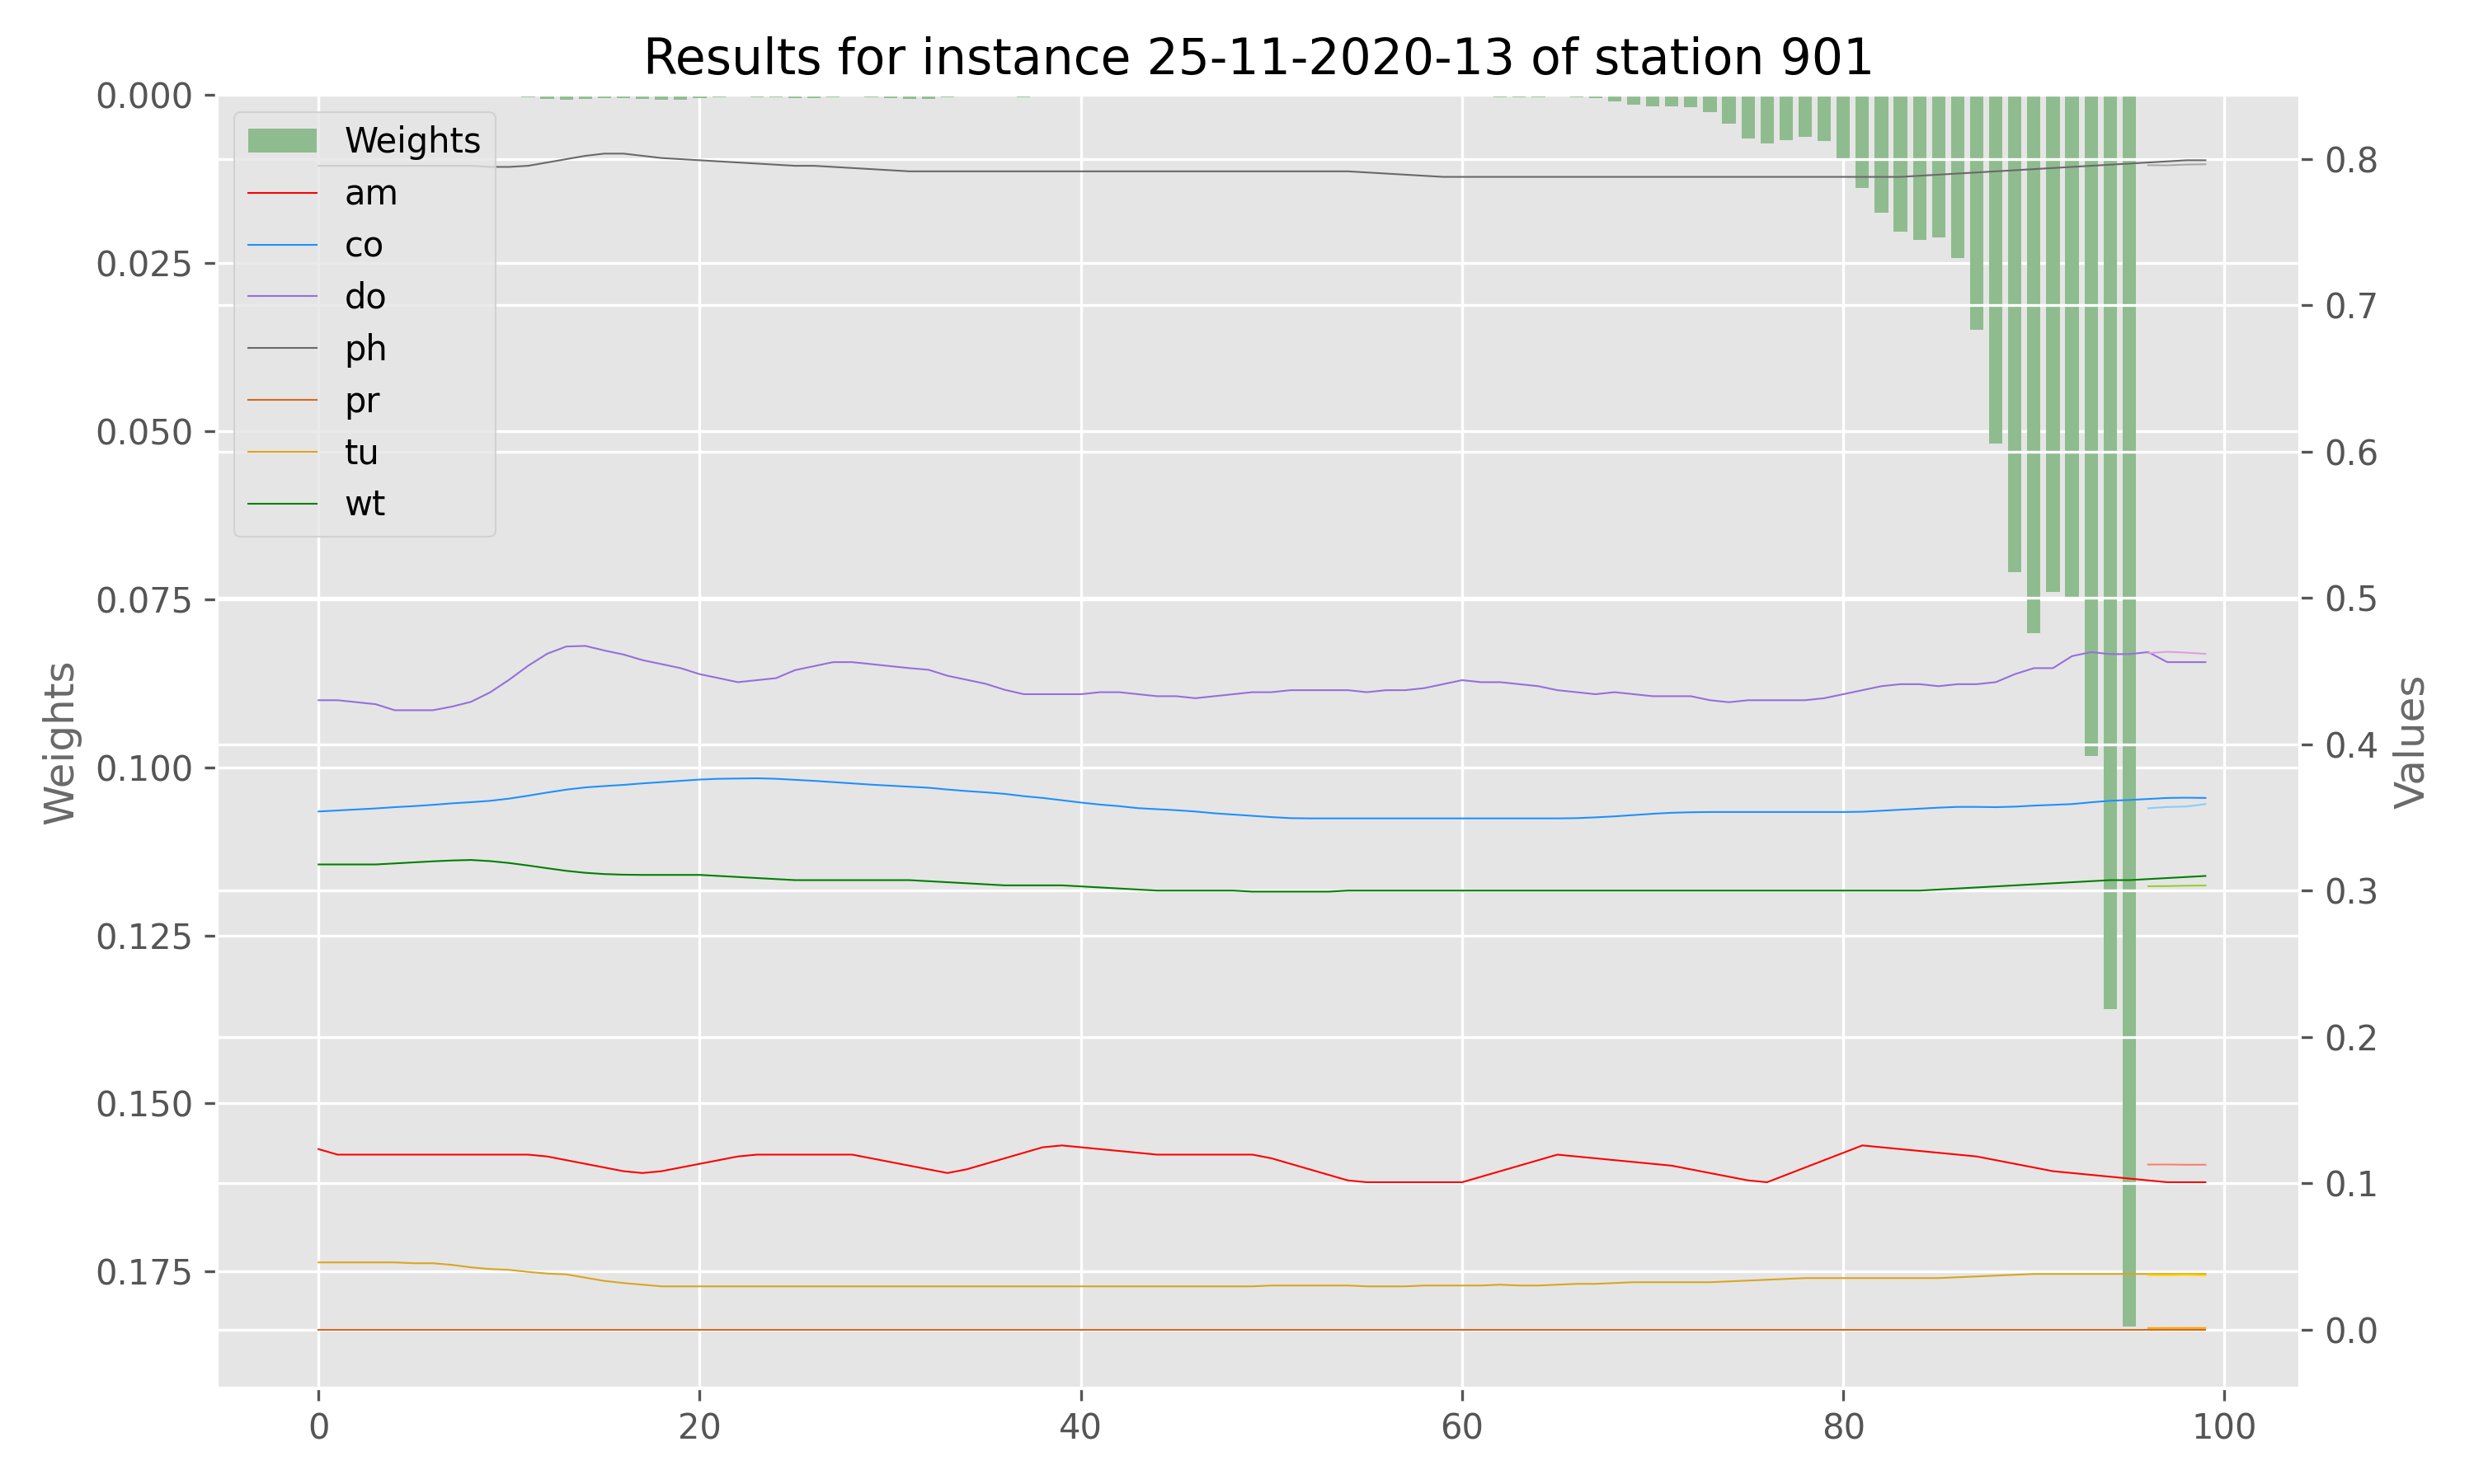 Results for instance 25-11-2020-13 of station 901
0.000
0.025
0.050
0.075
0.100
0.125
0.150
0.175
Weights
Weights
am
co
do
ph
pr
tu
wt
0.8
0.7
0.6
0.5
0.4
0.3
0.2
0.1
0.0
Values
0 20 40 60 80 100